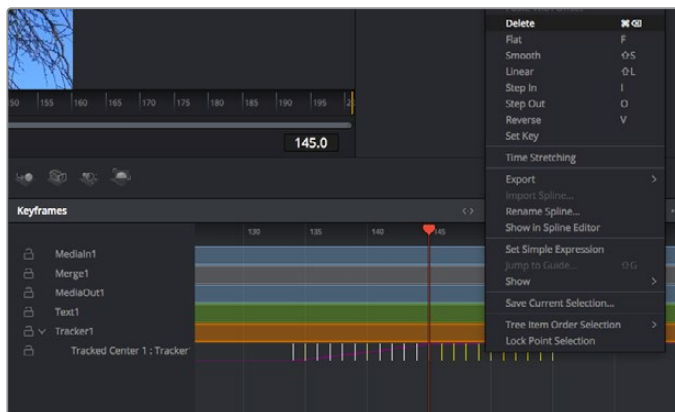 Delete ⌘⌫
Flat F
Smooth ⇧S
Linear ⇧L
Step In I
Step Out O
Reverse V
Set Key
Time Stretching
Export >
Import Spline...
Rename Spline...
Show in Spline Editor
Set Simple Expression
Jump to Guide... ⇧G
Show >
Save Current Selection...
Tree Item Order Selection >
Lock Point Selection
155 160 165 170 175 180 185 190 195
145.0
Keyframes
130 135 140 145
MediaIn1
Merge1
MediaOut1
Text1
Tracker1
Tracked Center 1 : Tracker